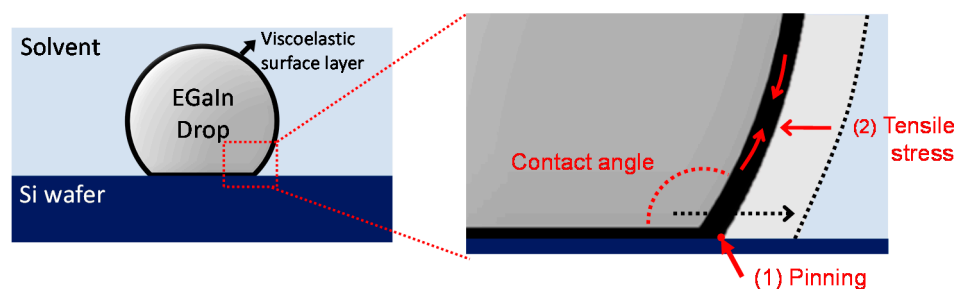 Solvent
Viscoelastic
surface layer
EGaIn
Drop
Si wafer
Contact angle
(2) Tensile
stress
(1) Pinning